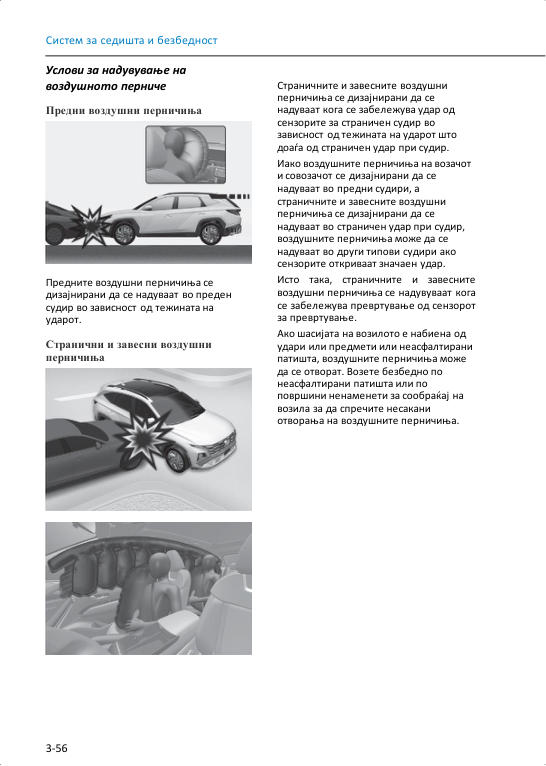 Систем за седишта и безбедност
Услови за надувување на
воздушното перниче
Предни воздушни перничиња
Предните воздушни перничиња се
дизајнирани да се надуваат во преден
судир во зависност од тежината на
ударот.
Странични и завесни воздушни
перничиња
Страничните и завесните воздушни
перничиња се дизајнирани да се
надуваат кога се забележува удар од
сензорите за страничен судир во
зависност од тежината на ударот што
доаѓа од страничен удар при судир.
Иако воздушните перничиња на возачот
и совозачот се дизајнирани да се
надуваат во предни судири, а
страничните и завесните воздушни
перничиња се дизајнирани да се
надуваат во страничен удар при судир,
воздушните перничиња може да се
надуваат во други типови судири ако
сензорите откриваат значаен удар.
Исто така, страничните и завесните
воздушни перничиња се надувуваат кога
се забележува превртување од сензорот
за превртување.
Ако шасијата на возилото е набиена од
удари или предмети или неасфалтирани
патишта, воздушните перничиња може
да се отворат. Возете безбедно по
неасфалтирани патишта или по
површини ненаменети за сообраќај на
возила за да спречите несакани
отворања на воздушните перничиња.
3-56